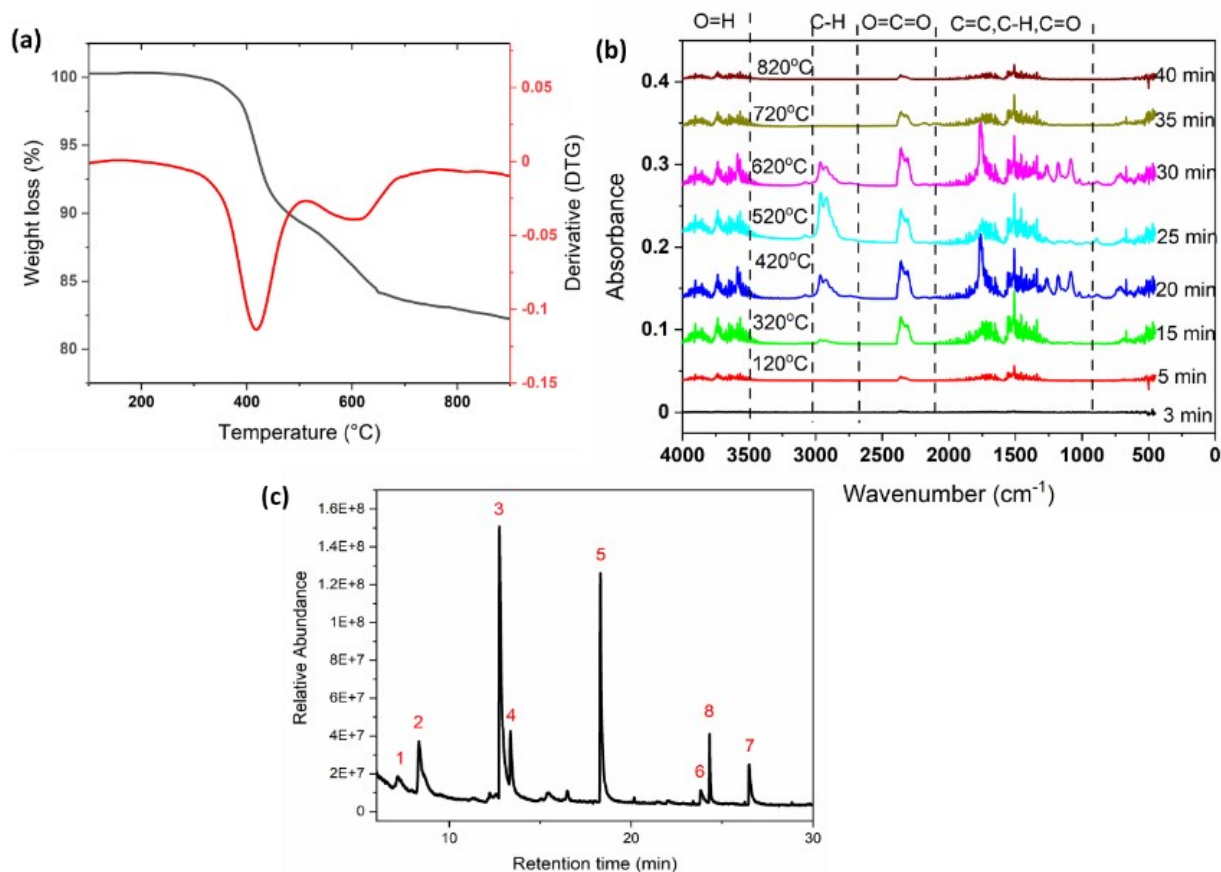 (a)
100
95
90
85
80
Weight loss (%)
0.05
0
-0.05
-0.1
-0.15
Derivative (DTG)
200 400 600 800
Temperature (°C)
(b)
O=H C-H O=C=O C=C,C-H,C=O
0.4
0.3
0.2
0.1
0
Absorbance
820°C 40 min
720°C 35 min
620°C 30 min
520°C 25 min
420°C 20 min
320°C 15 min
120°C 5 min
3 min
4000 3500 3000 2500 2000 1500 1000 500 0
Wavenumber (cm-1)
(c)
1.6E+8
1.4E+8
1.2E+8
1E+8
8E+7
6E+7
4E+7
2E+7
0
Relative Abundance
1 2 3 4 5 6 8 7
10 20 30
Retention time (min)